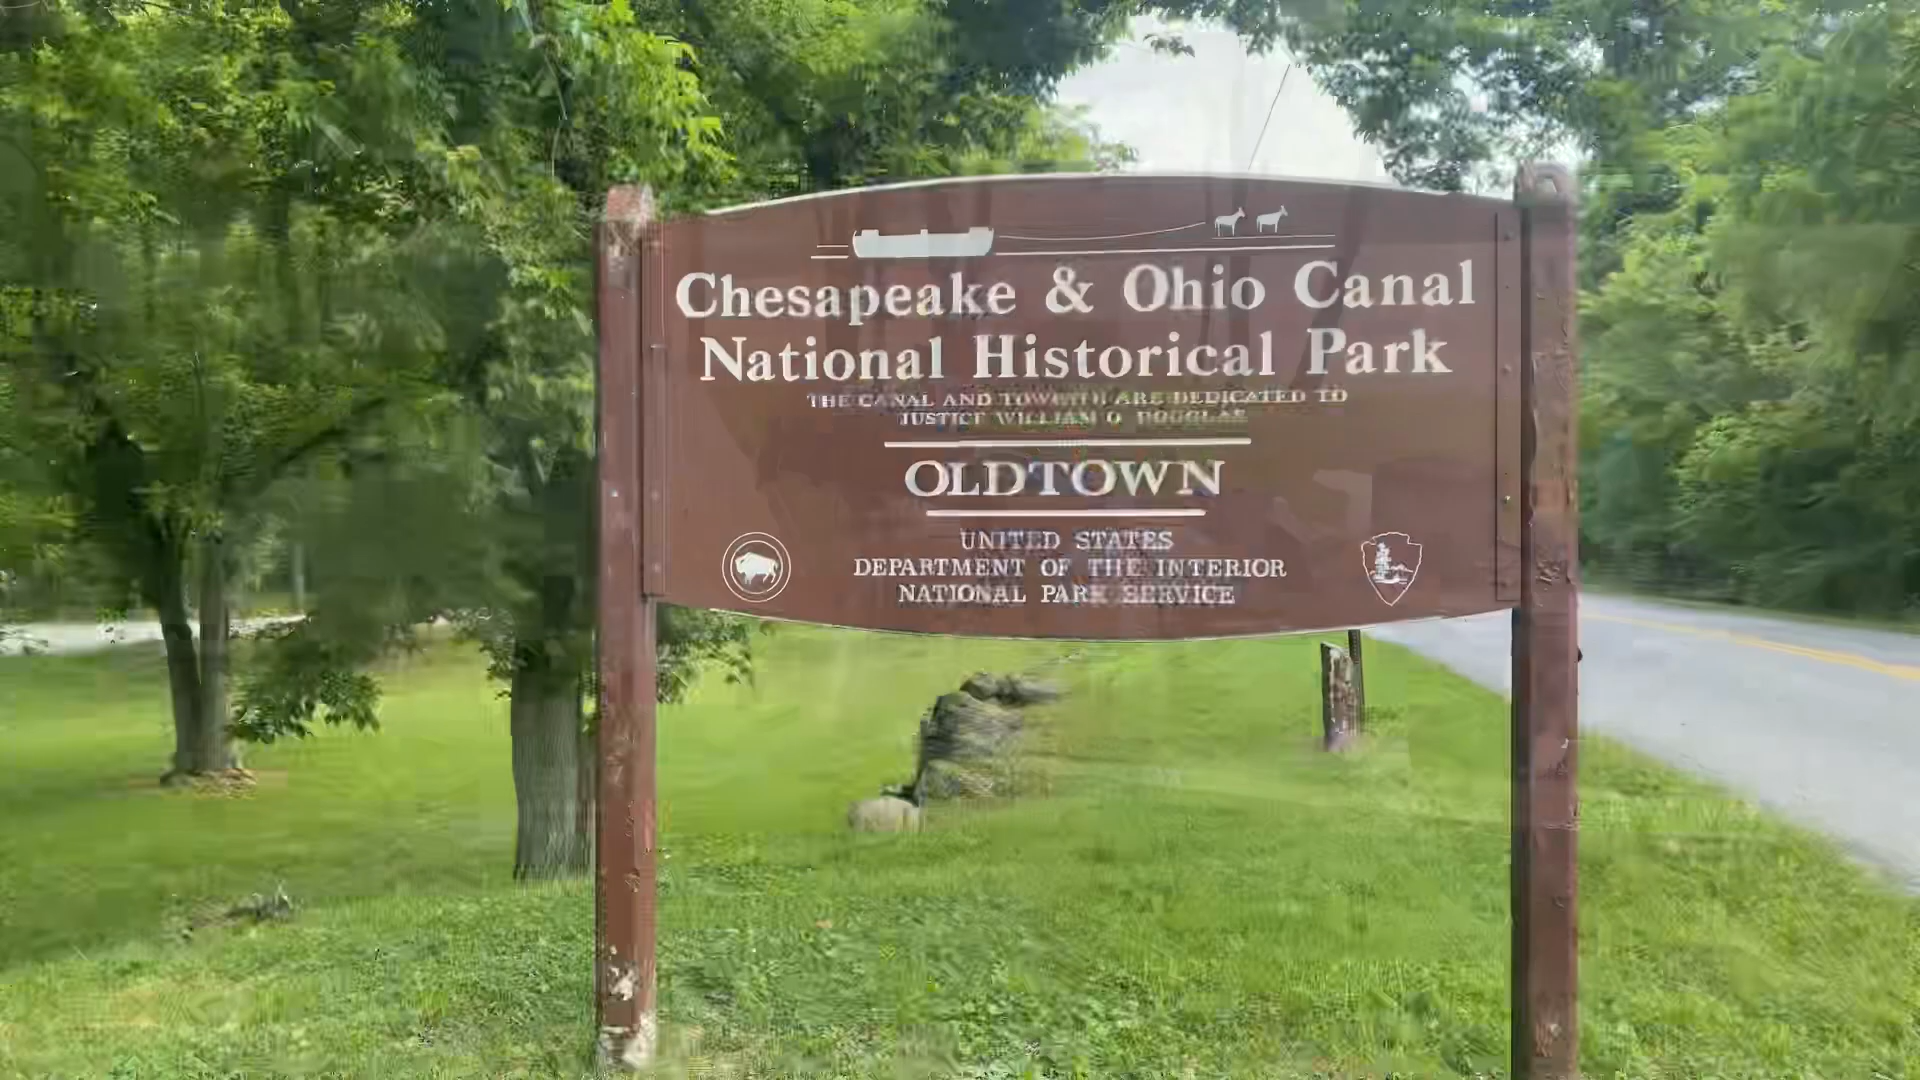 Chesapeake & Ohio Canal
National Historical Park
THE CANAL AND TOWPATH ARE DEDICATED TO
JUSTICE WILLIAM O. DOUGLAS
OLDTOWN
UNITED STATES
DEPARTMENT OF THE INTERIOR
NATIONAL PARK SERVICE